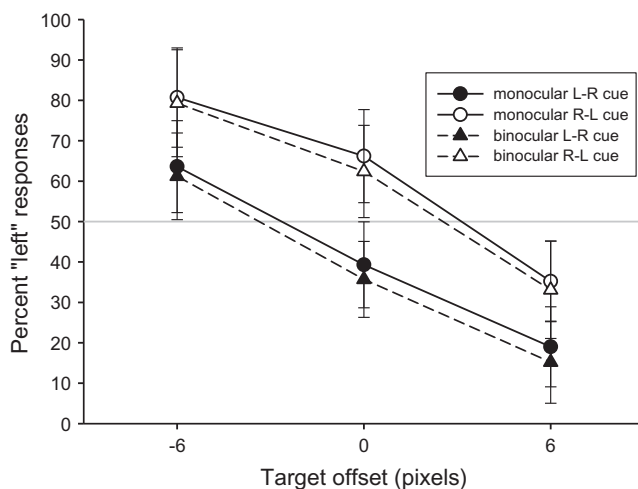 100
90
80
70
60
50
40
30
20
10
0
Percent "left" responses
monocular L-R cue
monocular R-L cue
binocular L-R cue
binocular R-L cue
-6 0 6
Target offset (pixels)